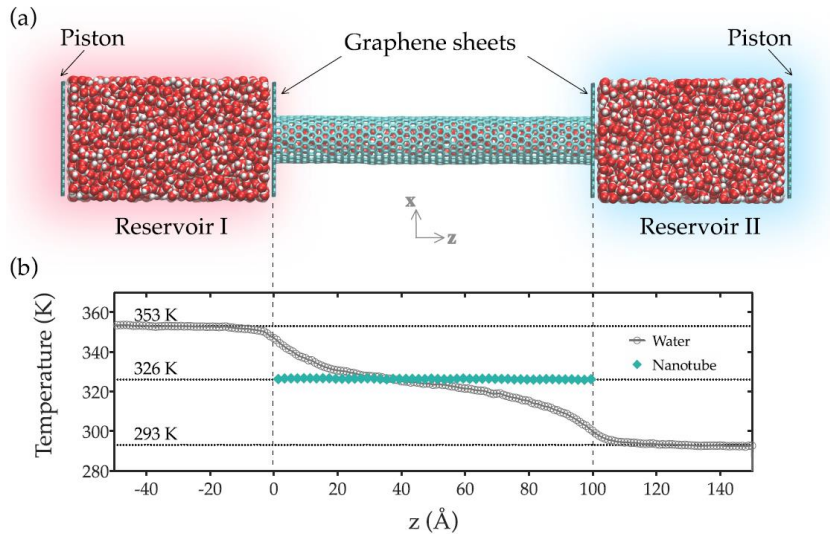 (a)
Piston
Graphene sheets
Piston
x
z
Reservoir I
Reservoir II
(b)
Temperature (K)
360
340
320
300
280
353 K
326 K
293 K
Water
Nanotube
-40
-20
0
20
40
60
80
100
120
140
z (Å)